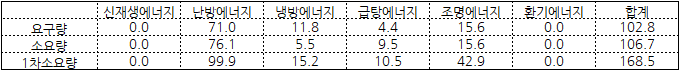 신재생에너지 난방에너지 냉방에너지 급탕에너지 조명에너지 환기에너지 합계
요구량 0.0 71.0 11.8 4.4 15.6 0.0 102.8
소요량 0.0 76.1 5.5 9.5 15.6 0.0 106.7
1차소요량 0.0 99.9 15.2 10.5 42.9 0.0 168.5